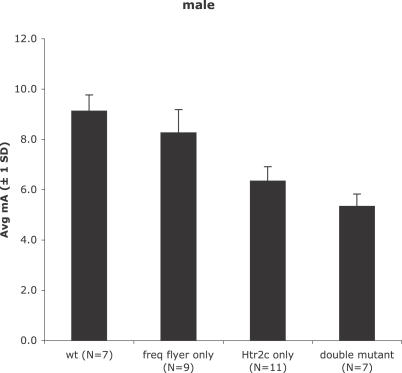 male
12.0
10.0
8.0
6.0
4.0
2.0
0.0
Avg mA (± 1 SD)
wt (N=7)
freq flyer only
(N=9)
Htr2c only
(N=11)
double mutant
(N=7)